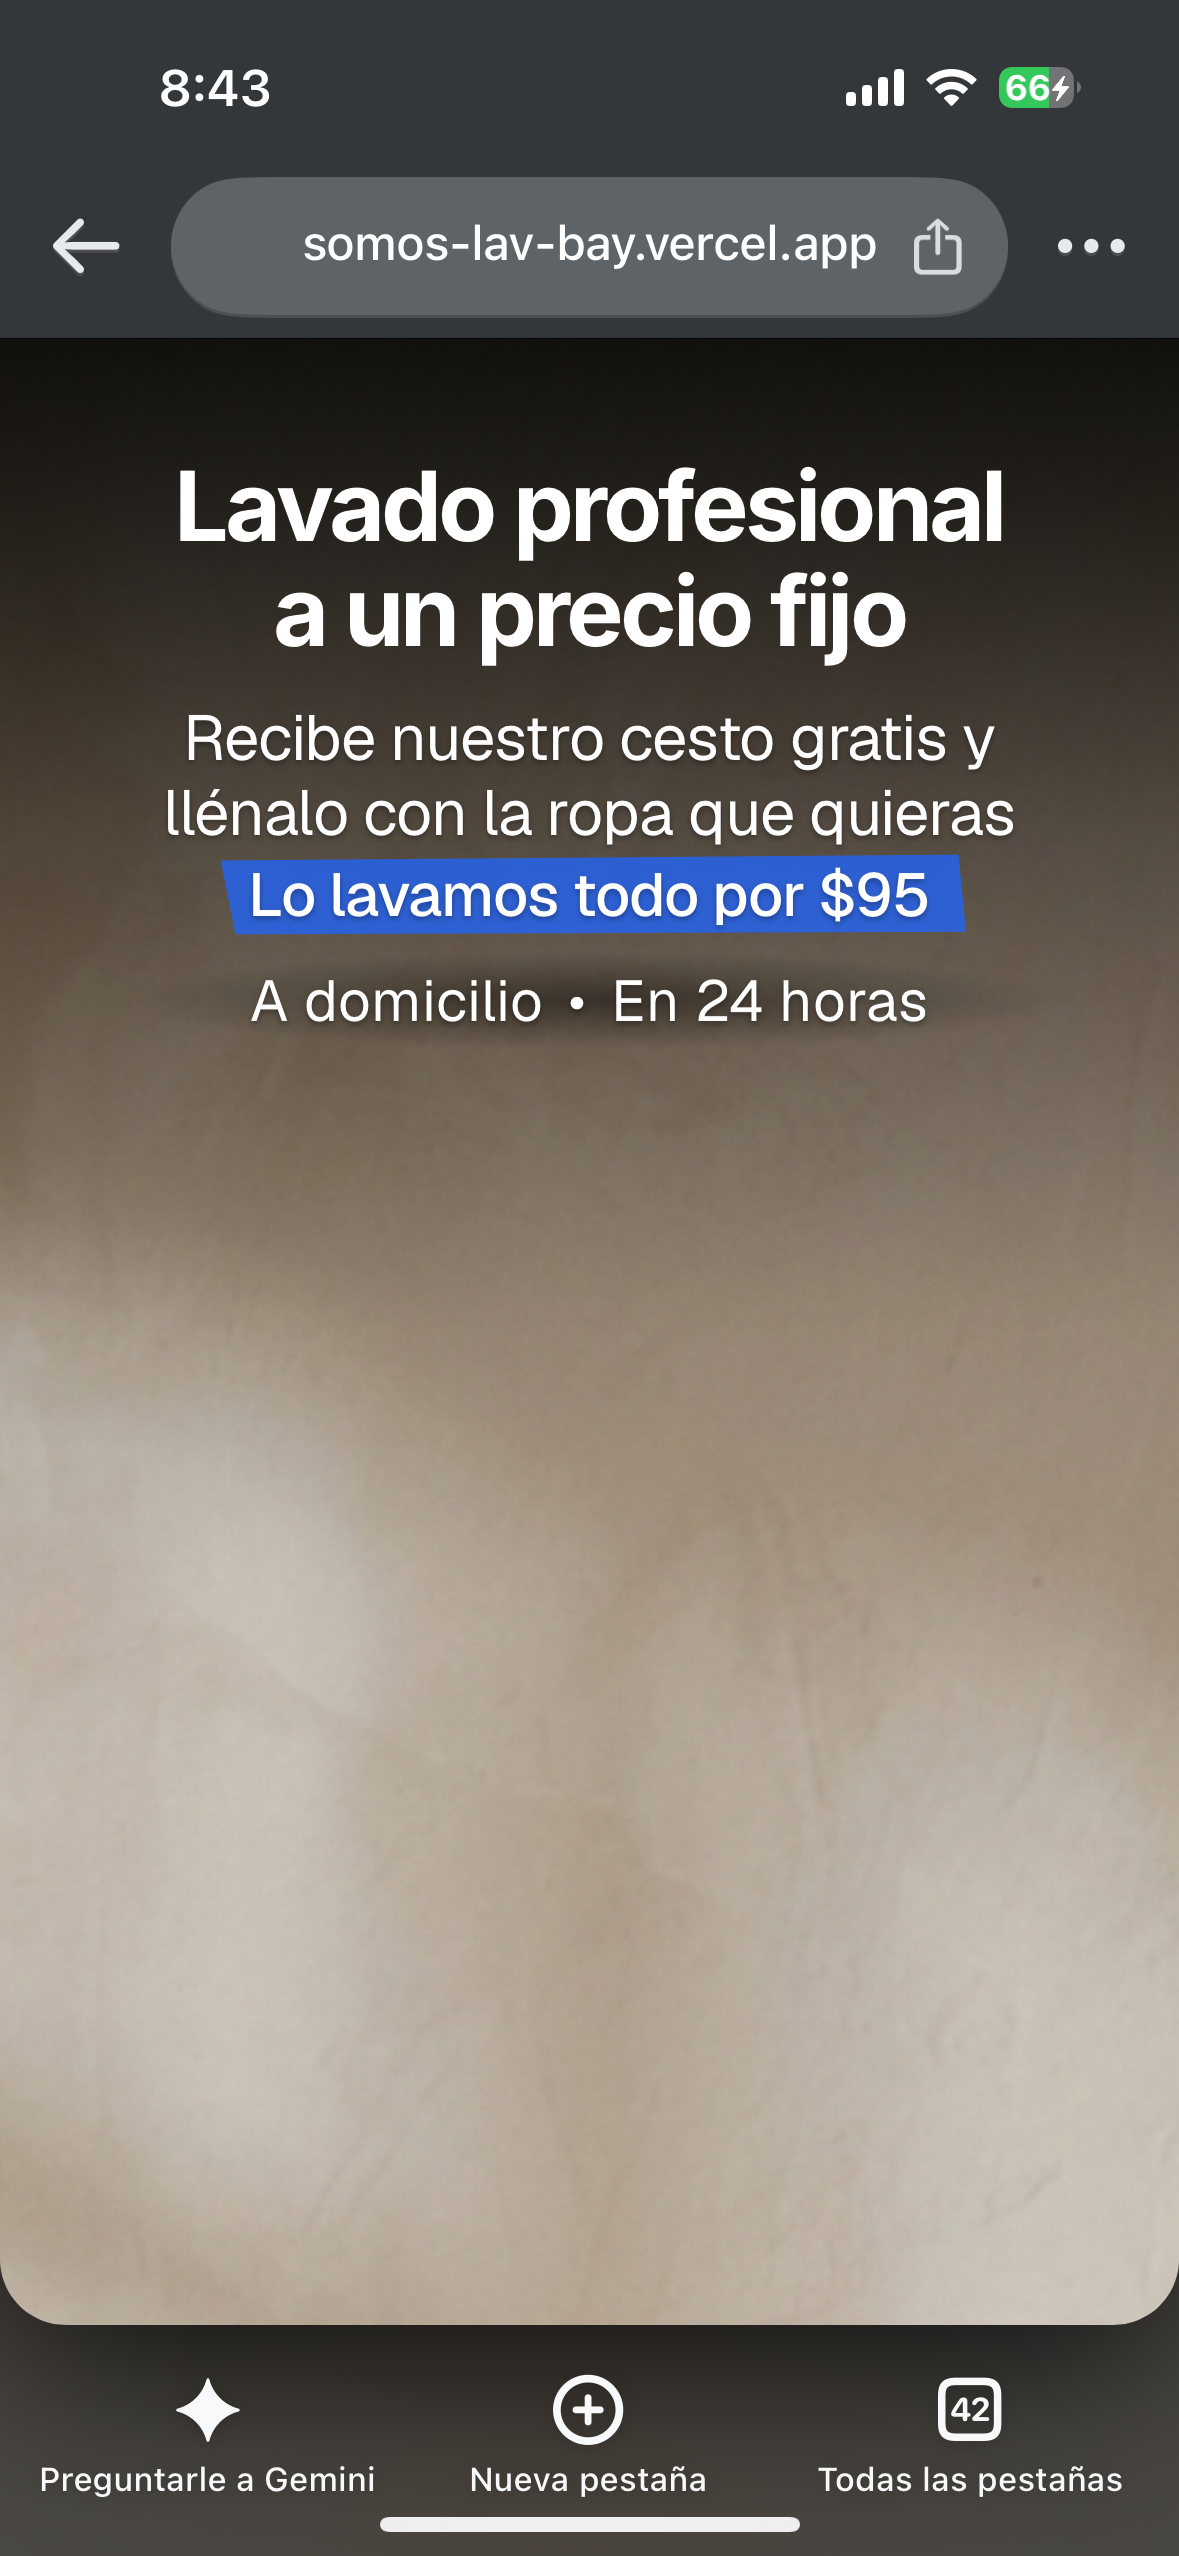 8:43
66
somos-lav-bay.vercel.app
Lavado profesional
a un precio fijo
Recibe nuestro cesto gratis y
llénalo con la ropa que quieras
Lo lavamos todo por $95
A domicilio • En 24 horas
42
Preguntarle a Gemini
Nueva pestaña
Todas las pestañas